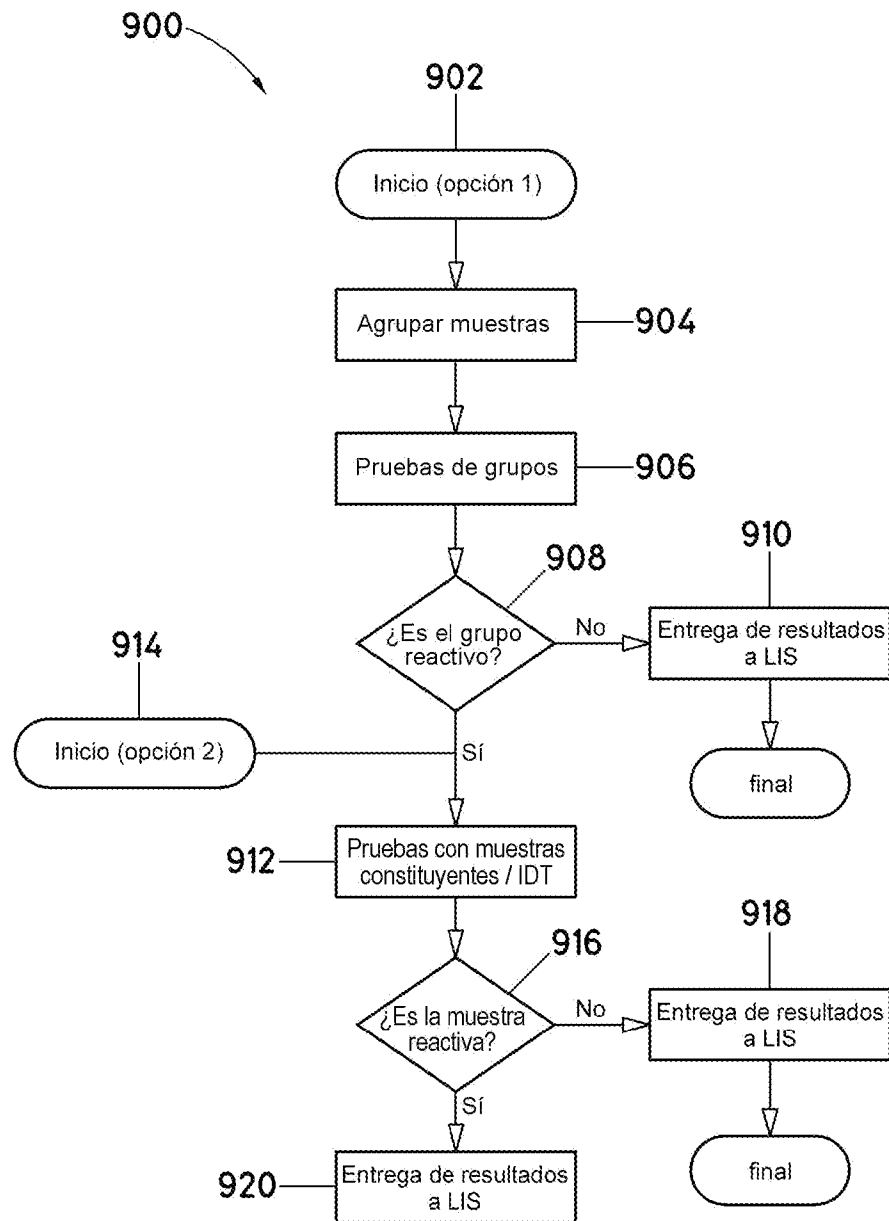 900
902
Inicio (opción 1)
Agrupar muestras
904
Pruebas de grupos
906
908
910
¿Es el grupo
reactivo?
No
Entrega de resultados
a LIS
914
Inicio (opción 2)
Sí
final
912
Pruebas con muestras
constituyentes / IDT
916
918
¿Es la muestra
reactiva?
No
Entrega de resultados
a LIS
Sí
920
Entrega de resultados
a LIS
final